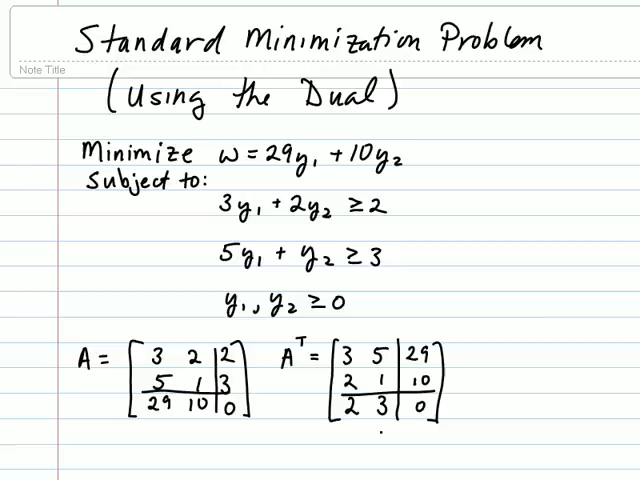 Standard Minimization Problem
Note Title
(Using the Dual)
Minimize w = 29y₁ + 10y₂
Subject to:
3y₁ + 2y₂ ≥ 2
5y₁ + y₂ ≥ 3
y₁, y₂ ≥ 0
A = [ 3 2 | 2 Aᵀ = [ 3 5 | 29
5 1 | 3 2 1 | 10
29 10 | 0 ] 2 3 | 0 ]